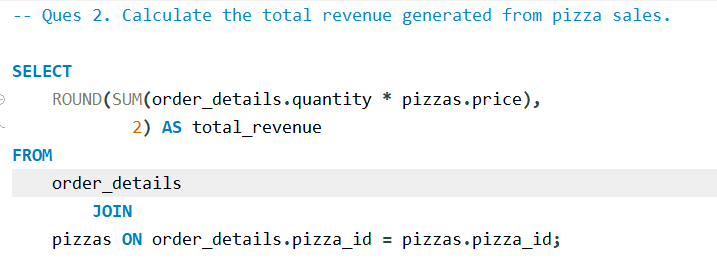 -- Ques 2. Calculate the total revenue generated from pizza sales.
SELECT
ROUND(SUM(order_details.quantity * pizzas.price),
2) AS total_revenue
FROM
order_details
JOIN
pizzas ON order_details.pizza_id = pizzas.pizza_id;